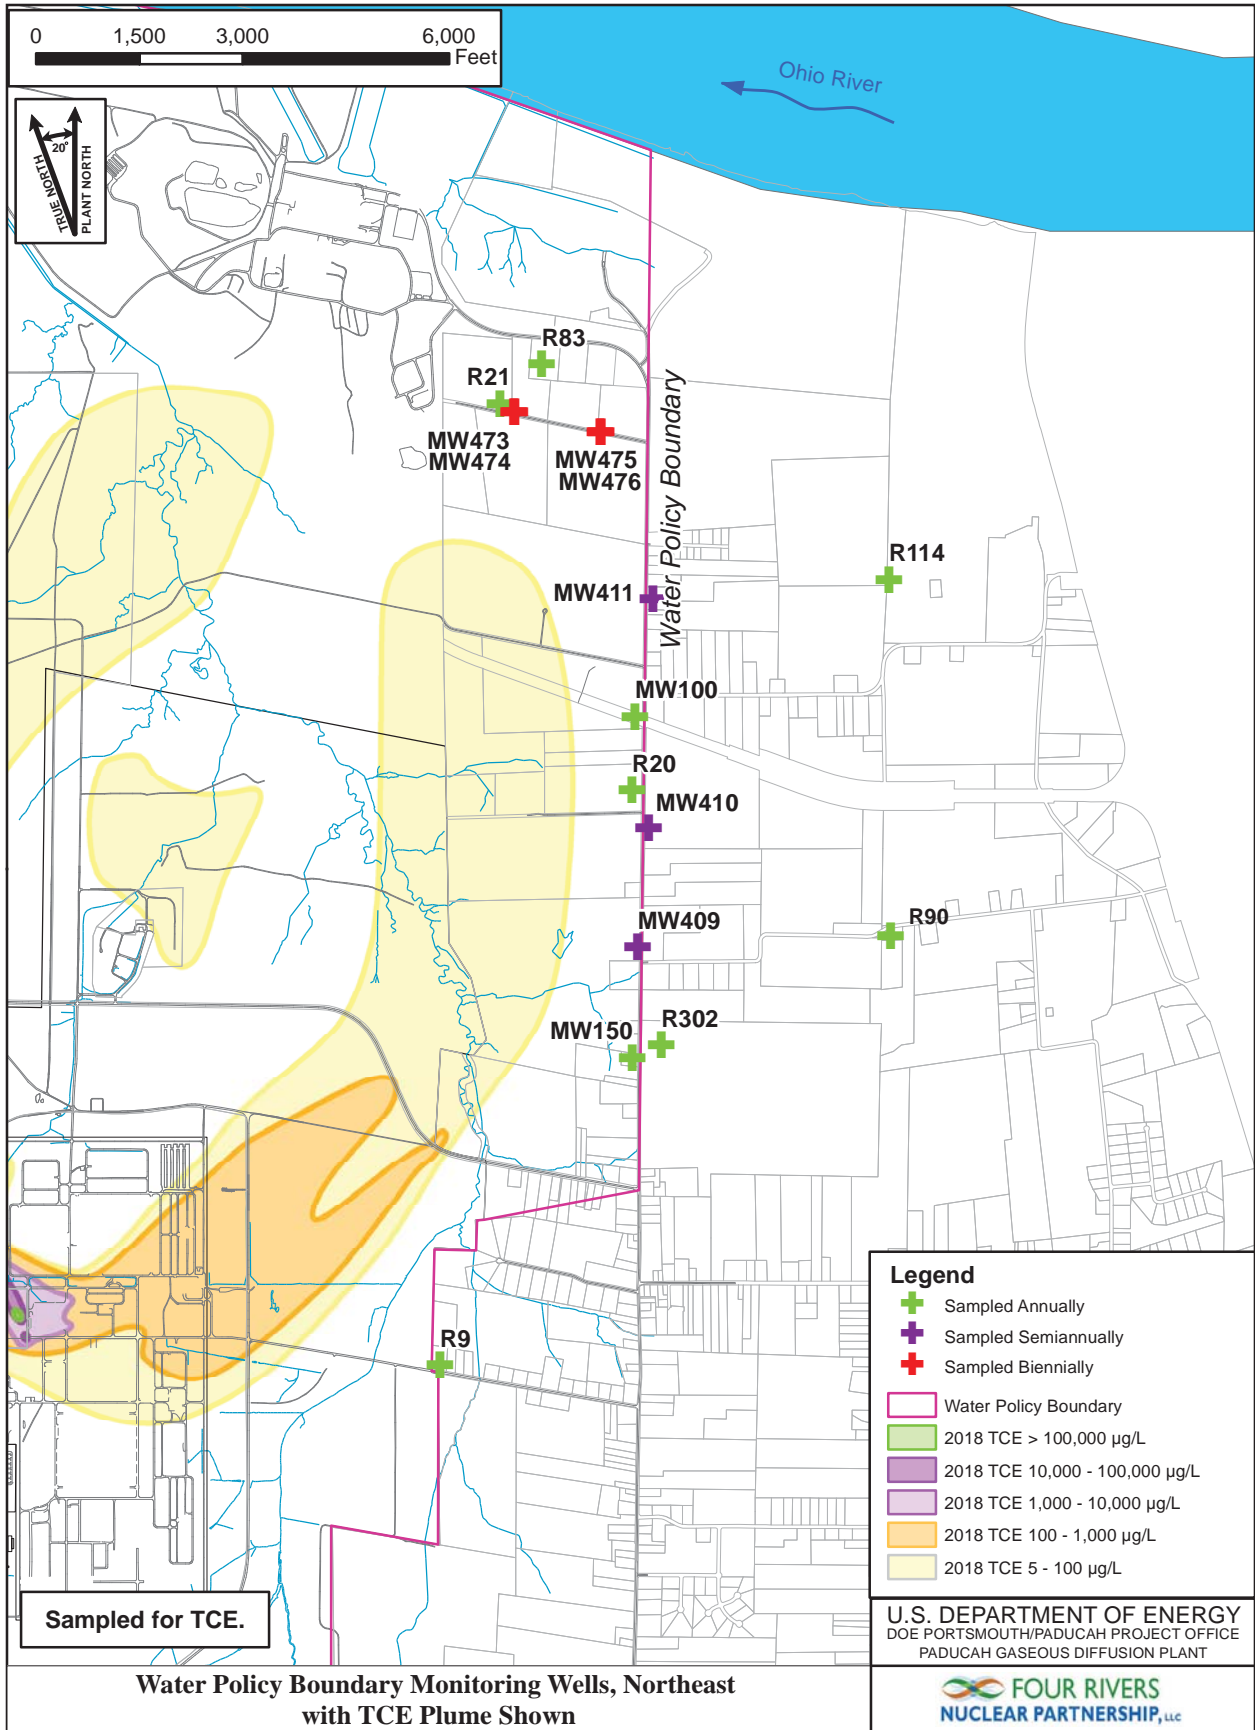 0 1,500 3,000 6,000
Feet
Ohio River
20°
TRUE NORTH
PLANT NORTH
R83
R21
MW473
MW474
MW475
MW476
Water Policy Boundary
R114
MW411
MW100
R20
MW410
MW409
R90
R302
MW150
R9
Legend
Sampled Annually
Sampled Semiannually
Sampled Biennially
Water Policy Boundary
2018 TCE > 100,000 µg/L
2018 TCE 10,000 - 100,000 µg/L
2018 TCE 1,000 - 10,000 µg/L
2018 TCE 100 - 1,000 µg/L
2018 TCE 5 - 100 µg/L
Sampled for TCE.
U.S. DEPARTMENT OF ENERGY
DOE PORTSMOUTH/PADUCAH PROJECT OFFICE
PADUCAH GASEOUS DIFFUSION PLANT
Water Policy Boundary Monitoring Wells, Northeast
with TCE Plume Shown
FOUR RIVERS
NUCLEAR PARTNERSHIP, LLC